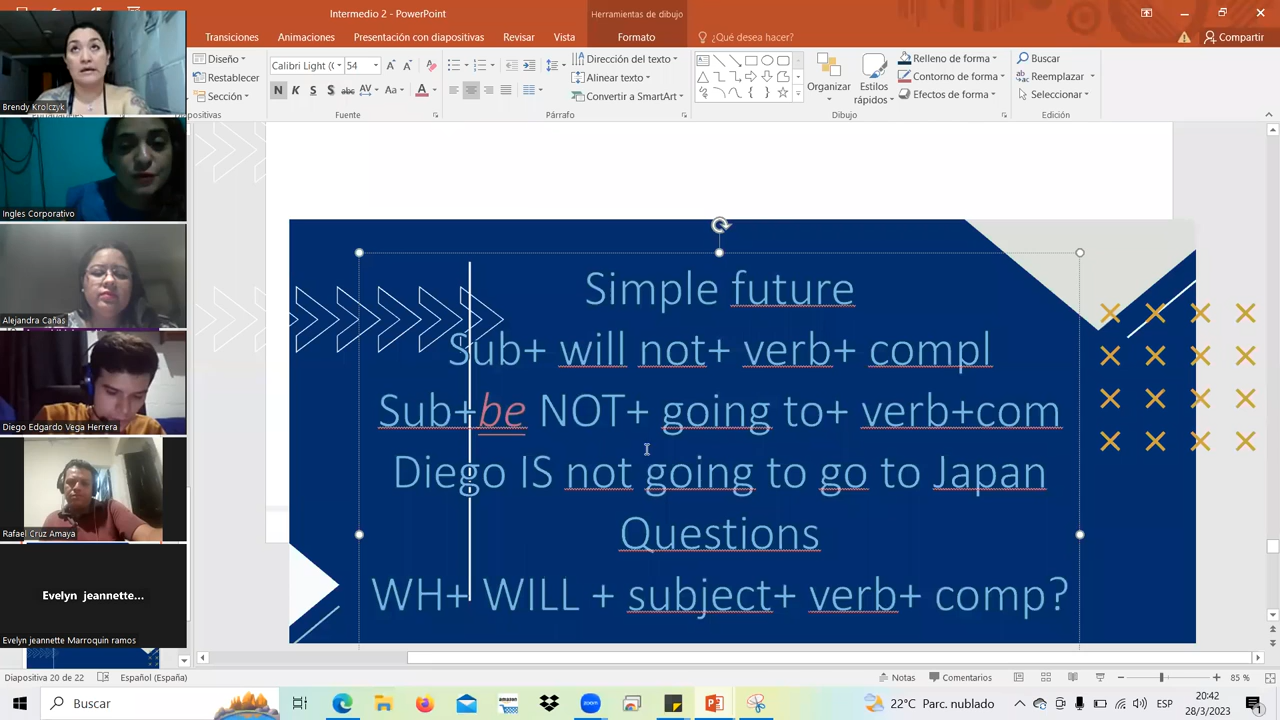 Intermedio 2 - PowerPoint
Herramientas de dibujo
Transiciones
Animaciones
Presentación con diapositivas
Revisar
Vista
Formato
¿Qué desea hacer?
Compartir
Diseño
Restablecer
Sección
Calibri Light (
54
N K S S abc AV Aa A
Dirección del texto
Alinear texto
Convertir a SmartArt
Organizar
Estilos
rápidos
Relleno de forma
Contorno de forma
Efectos de forma
Buscar
Reemplazar
Seleccionar
Fuente
Párrafo
Dibujo
Edición
Brendy Krolczyk
Ingles Corporativo
Alejandra Cañas
Diego Edgardo Vega Herrera
Rafael Cruz Amaya
Evelyn jeannette...
Evelyn jeannette Marroquin ramos
Simple future
Sub+ will not+ verb+ compl
Sub+be NOT+ going to+ verb+com
Diego IS not going to go to Japan
Questions
WH+ WILL + subject+ verb+ comp?
Diapositiva 20 de 22
Español (España)
Notas
Comentarios
85 %
Buscar
amazon
zoom
22°C Parc. nublado
ESP
20:42
28/3/2023